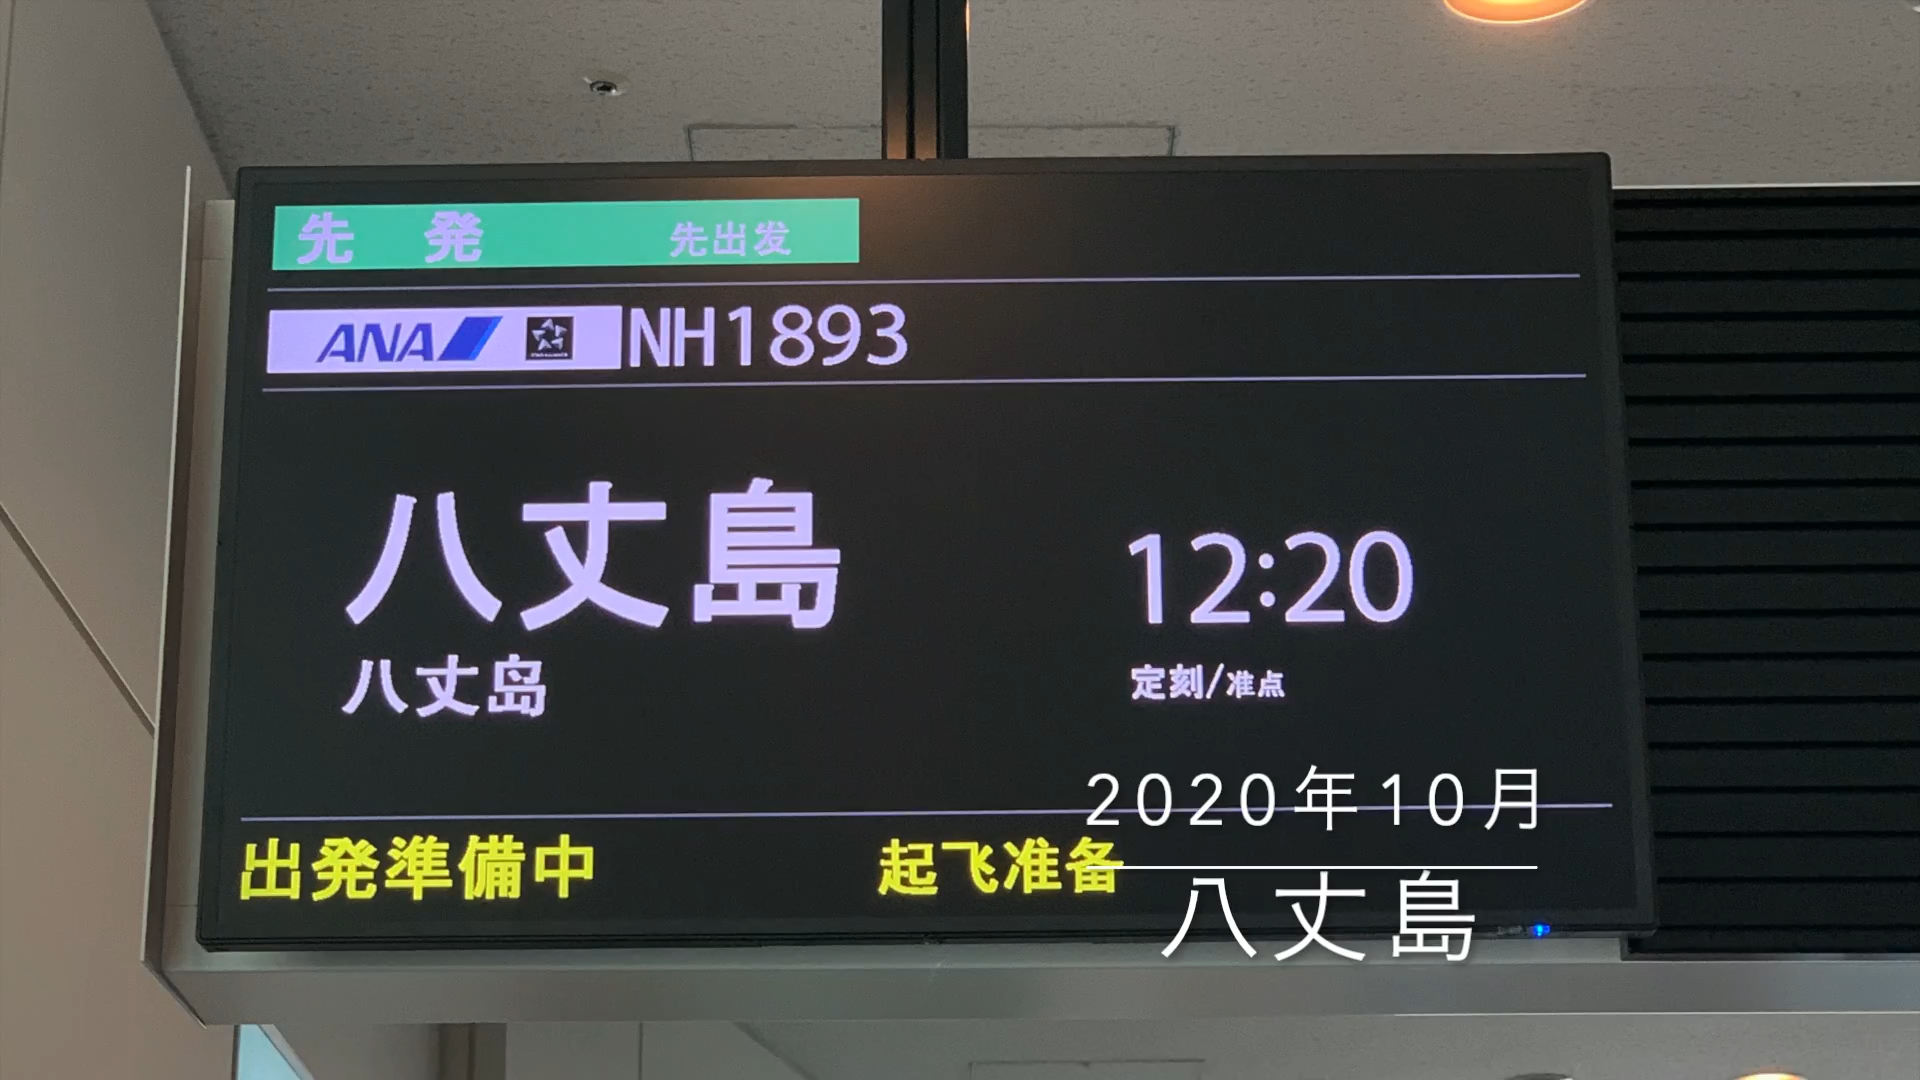 先 発 先出发
ANA NH1893
八丈島 12:20
八丈岛 定刻/准点
出発準備中 起飞准备
2020年10月
八丈島